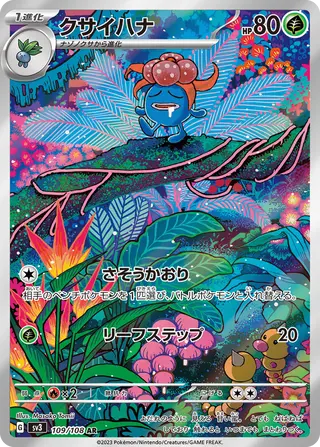 1進化
クサイハナ
HP80
ナゾノクサから進化
さそうかおり
相手のベンチポケモンを1匹選び、バトルポケモンと入れ替える。
リーフステップ 20
×2
Illus. Masako Tomii
G sv3 109/108 AR
©2023 Pokémon/Nintendo/Creatures/GAME FREAK.